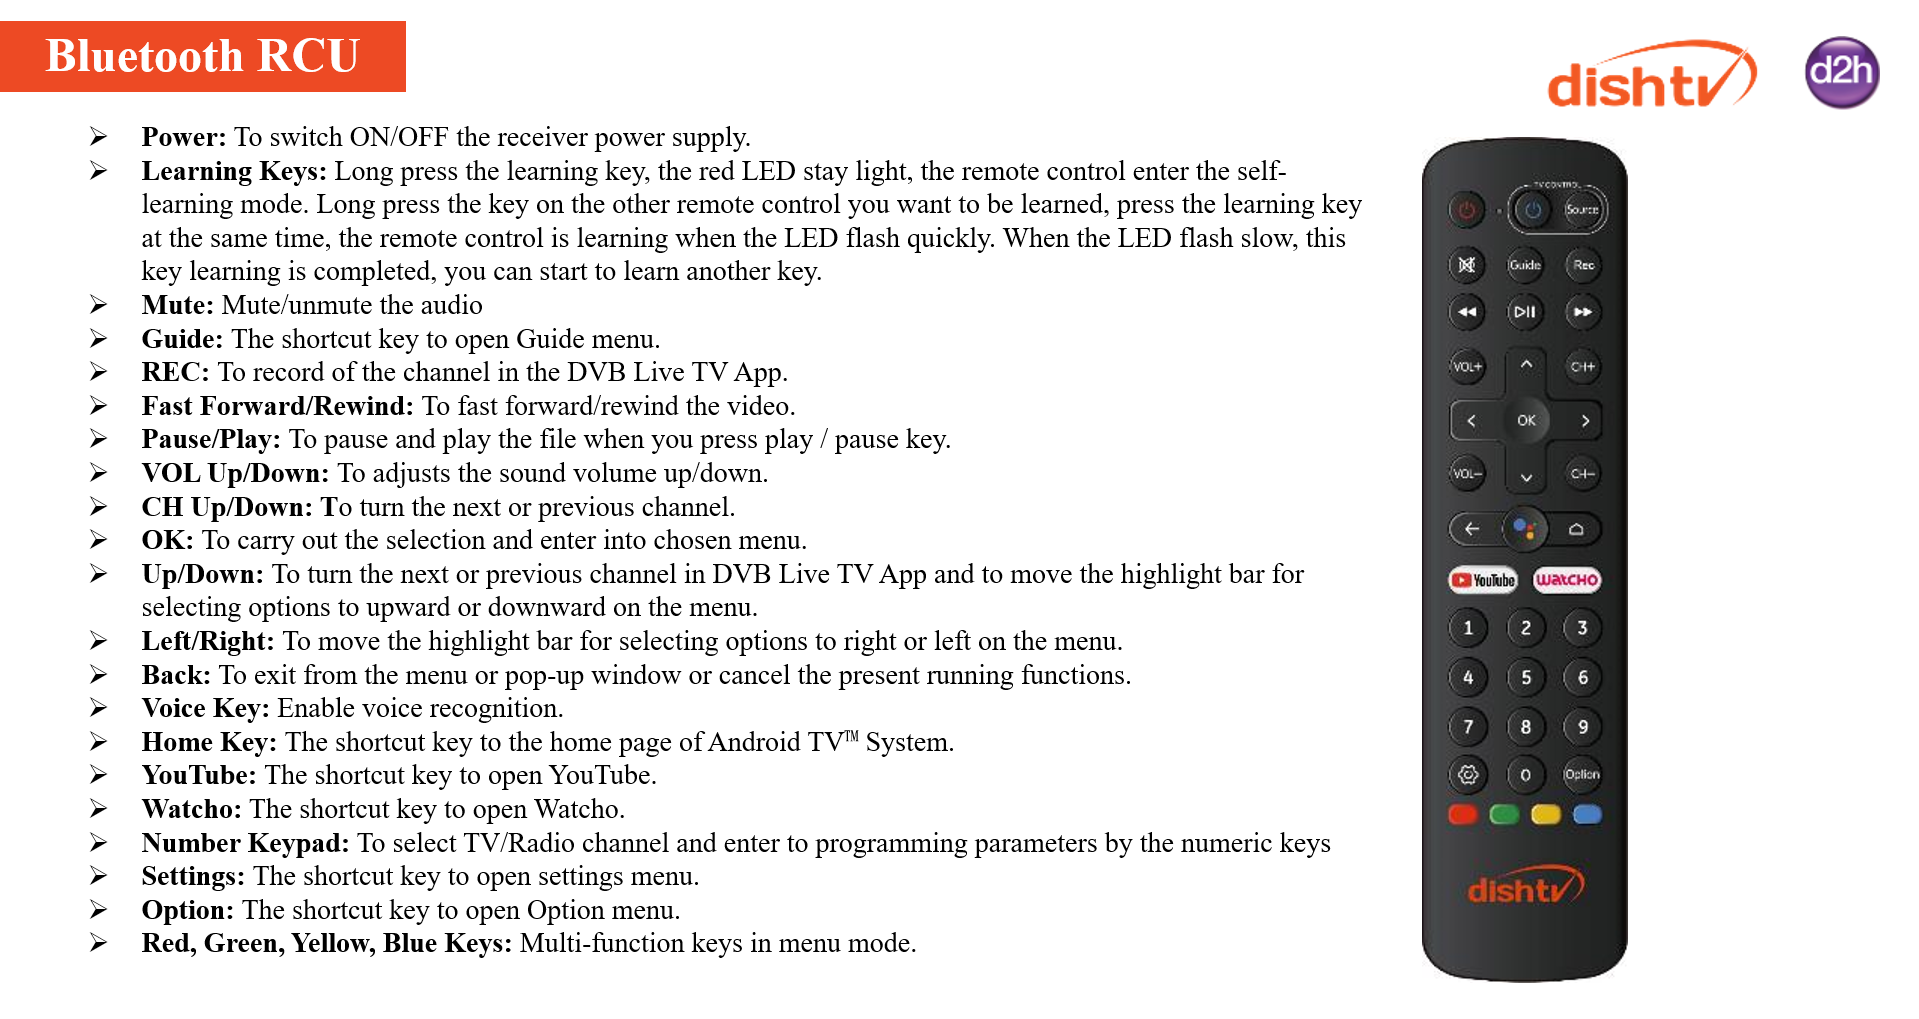 Bluetooth RCU
dishtv
d2h
➢ Power: To switch ON/OFF the receiver power supply.
➢ Learning Keys: Long press the learning key, the red LED stay light, the remote control enter the self-
learning mode. Long press the key on the other remote control you want to be learned, press the learning key
at the same time, the remote control is learning when the LED flash quickly. When the LED flash slow, this
key learning is completed, you can start to learn another key.
➢ Mute: Mute/unmute the audio
➢ Guide: The shortcut key to open Guide menu.
➢ REC: To record of the channel in the DVB Live TV App.
➢ Fast Forward/Rewind: To fast forward/rewind the video.
➢ Pause/Play: To pause and play the file when you press play / pause key.
➢ VOL Up/Down: To adjusts the sound volume up/down.
➢ CH Up/Down: To turn the next or previous channel.
➢ OK: To carry out the selection and enter into chosen menu.
➢ Up/Down: To turn the next or previous channel in DVB Live TV App and to move the highlight bar for
selecting options to upward or downward on the menu.
➢ Left/Right: To move the highlight bar for selecting options to right or left on the menu.
➢ Back: To exit from the menu or pop-up window or cancel the present running functions.
➢ Voice Key: Enable voice recognition.
➢ Home Key: The shortcut key to the home page of Android TV™ System.
➢ YouTube: The shortcut key to open YouTube.
➢ Watcho: The shortcut key to open Watcho.
➢ Number Keypad: To select TV/Radio channel and enter to programming parameters by the numeric keys
➢ Settings: The shortcut key to open settings menu.
➢ Option: The shortcut key to open Option menu.
➢ Red, Green, Yellow, Blue Keys: Multi-function keys in menu mode.
TV CONTROL
Source
Guide Rec
VOL+ CH+
OK
VOL− CH−
YouTube WATCHO
1 2 3
4 5 6
7 8 9
0 Option
dishtv